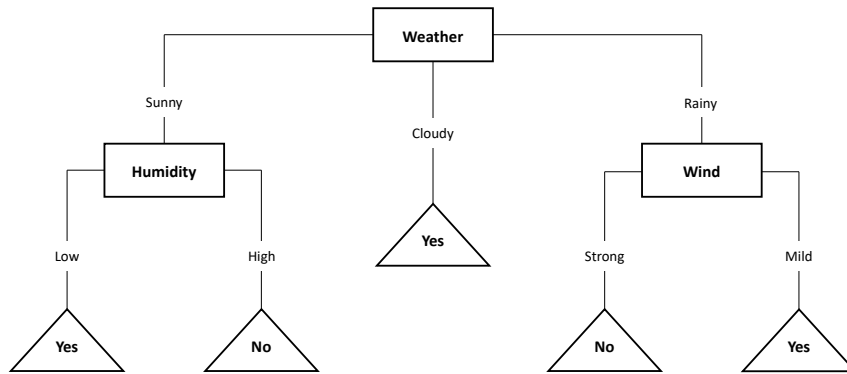 Weather
Sunny
Cloudy
Rainy
Humidity
Wind
Yes
Low
High
Strong
Mild
Yes
No
No
Yes